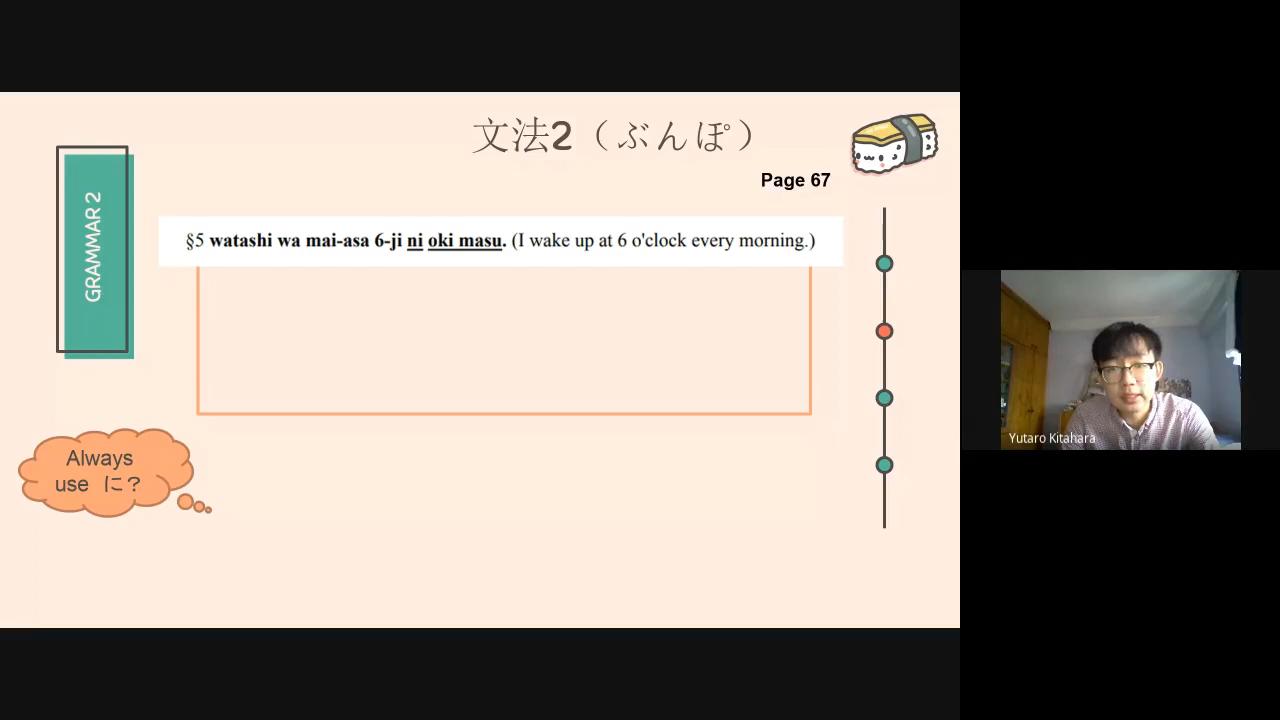 文法2（ぶんぽ）
Page 67
GRAMMAR 2
§5 watashi wa mai-asa 6-ji ni oki masu. (I wake up at 6 o'clock every morning.)
Always
use に?
Yutaro Kitahara